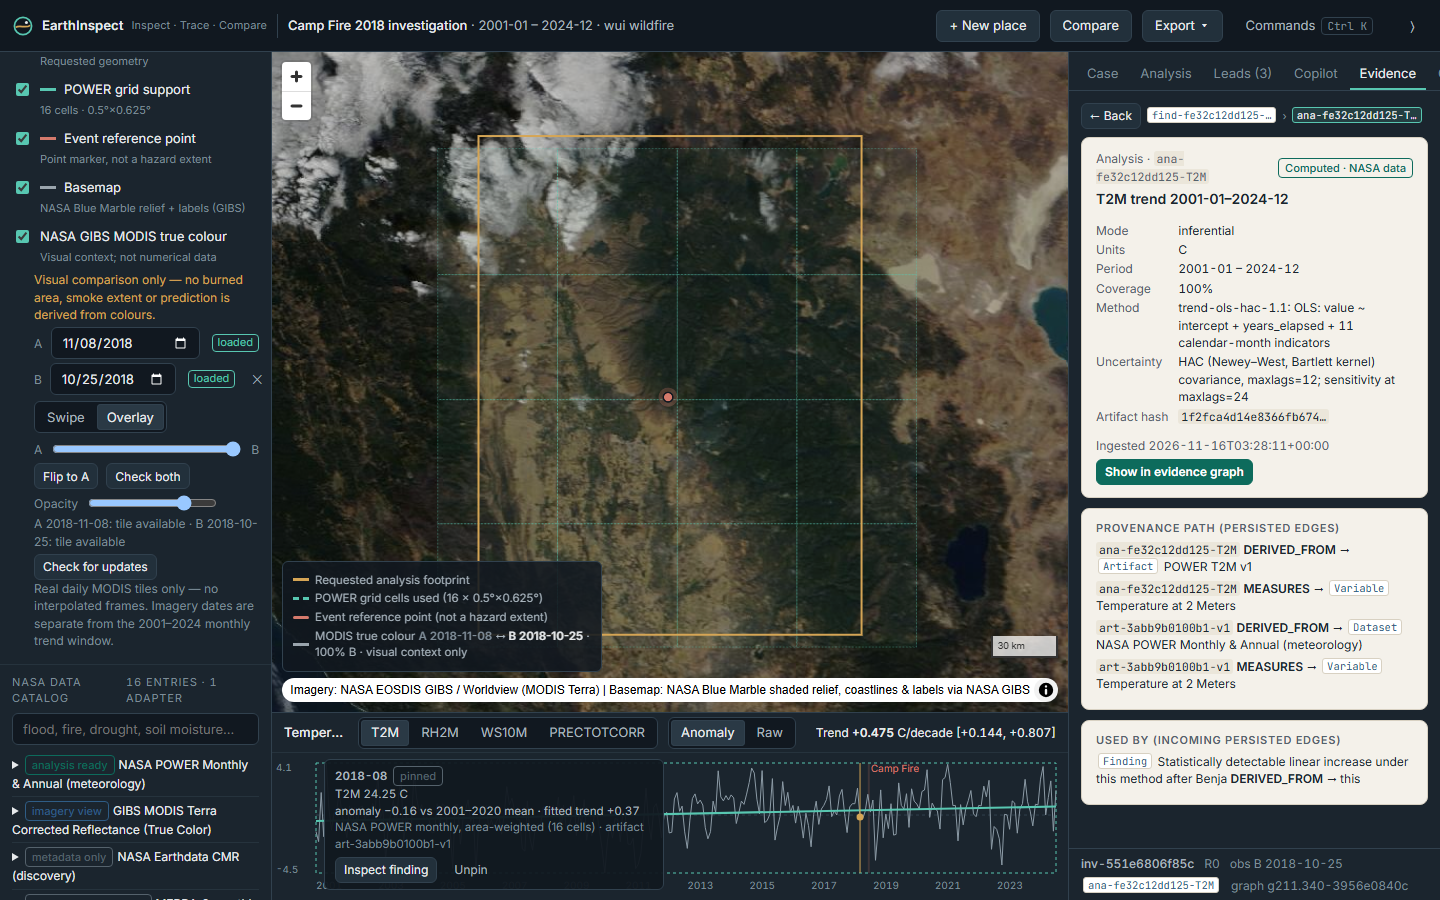 EarthInspect Inspect · Trace · Compare Camp Fire 2018 investigation · 2001-01 – 2024-12 · wui wildfire + New place Compare Export Commands Ctrl K
Requested geometry
POWER grid support
16 cells · 0.5°×0.625°
Event reference point
Point marker, not a hazard extent
Basemap
NASA Blue Marble relief + labels (GIBS)
NASA GIBS MODIS true colour
Visual context; not numerical data
Visual comparison only — no burned
area, smoke extent or prediction is
derived from colours.
A 11/08/2018 loaded
B 10/25/2018 loaded
Swipe Overlay
A B
Flip to A Check both
Opacity
A 2018-11-08: tile available · B 2018-10-
25: tile available
Check for updates
Real daily MODIS tiles only — no
interpolated frames. Imagery dates are
separate from the 2001–2024 monthly
trend window.
NASA DATA
CATALOG
16 ENTRIES · 1
ADAPTER
flood, fire, drought, soil moisture...
analysis ready NASA POWER Monthly
& Annual (meteorology)
imagery view GIBS MODIS Terra
Corrected Reflectance (True Color)
metadata only NASA Earthdata CMR
(discovery)
+
−
Requested analysis footprint
POWER grid cells used (16 × 0.5°×0.625°)
Event reference point (not a hazard extent)
MODIS true colour A 2018-11-08 ↔ B 2018-10-25 ·
100% B · visual context only
30 km
Imagery: NASA EOSDIS GIBS / Worldview (MODIS Terra) | Basemap: NASA Blue Marble shaded relief, coastlines & labels via NASA GIBS
Temper... T2M RH2M WS10M PRECTOTCORR Anomaly Raw Trend +0.475 C/decade [+0.144, +0.807]
4.1
-4.5
2018-08 pinned
T2M 24.25 C
anomaly −0.16 vs 2001–2020 mean · fitted trend +0.37
NASA POWER monthly, area-weighted (16 cells) · artifact
art-3abb9b0100b1-v1
Inspect finding Unpin
Camp Fire
2013 2015 2017 2019 2021 2023
Case Analysis Leads (3) Copilot Evidence
← Back find-fe32c12dd125-… › ana-fe32c12dd125-T…
Analysis · ana-
fe32c12dd125-T2M
Computed · NASA data
T2M trend 2001-01–2024-12
Mode inferential
Units C
Period 2001-01 – 2024-12
Coverage 100%
Method trend-ols-hac-1.1: OLS: value ~
intercept + years_elapsed + 11
calendar-month indicators
Uncertainty HAC (Newey–West, Bartlett kernel)
covariance, maxlags=12; sensitivity at
maxlags=24
Artifact hash 1f2fca4d14e8366fb674…
Ingested 2026-11-16T03:28:11+00:00
Show in evidence graph
PROVENANCE PATH (PERSISTED EDGES)
ana-fe32c12dd125-T2M DERIVED_FROM →
Artifact POWER T2M v1
ana-fe32c12dd125-T2M MEASURES → Variable
Temperature at 2 Meters
art-3abb9b0100b1-v1 DERIVED_FROM → Dataset
NASA POWER Monthly & Annual (meteorology)
art-3abb9b0100b1-v1 MEASURES → Variable
Temperature at 2 Meters
USED BY (INCOMING PERSISTED EDGES)
Finding Statistically detectable linear increase under
this method after Benja DERIVED_FROM → this
inv-551e6806f85c R0 obs B 2018-10-25
ana-fe32c12dd125-T2M graph g211.340-3956e0840c